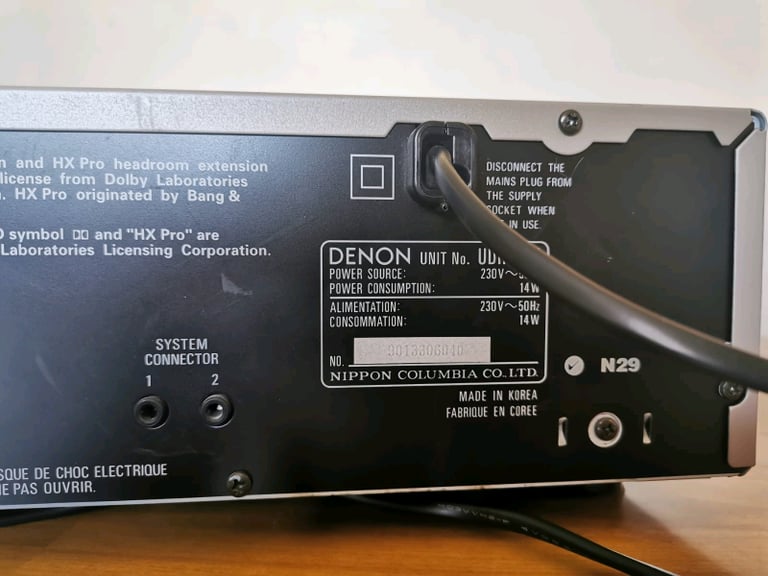 and HX Pro headroom extension
license from Dolby Laboratories
HX Pro originated by Bang &
symbol and "HX Pro" are
Laboratories Licensing Corporation.
DISCONNECT THE
MAINS PLUG FROM
THE SUPPLY
SOCKET WHEN
IN USE.
DENON UNIT No.
POWER SOURCE: 230V~
POWER CONSUMPTION: 14W
ALIMENTATION: 230V~50Hz
CONSOMMATION: 14W
NO.
NIPPON COLUMBIA CO., LTD.
N29
MADE IN KOREA
FABRIQUE EN COREE
SYSTEM
CONNECTOR
1 2
DE CHOC ELECTRIQUE
NE PAS OUVRIR.